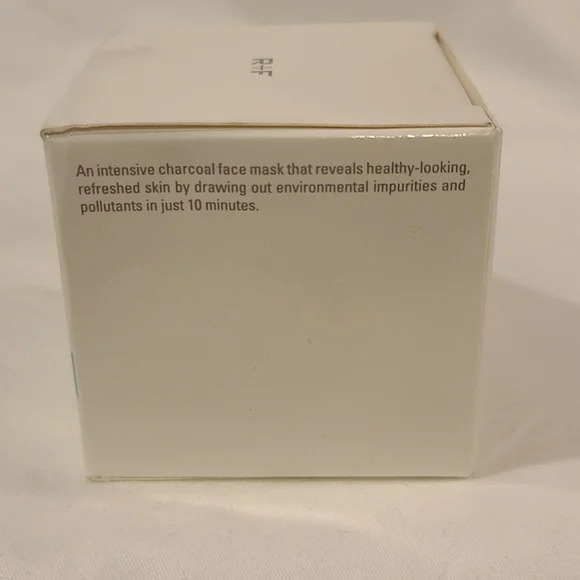 R+F
An intensive charcoal face mask that reveals healthy-looking,
refreshed skin by drawing out environmental impurities and
pollutants in just 10 minutes.